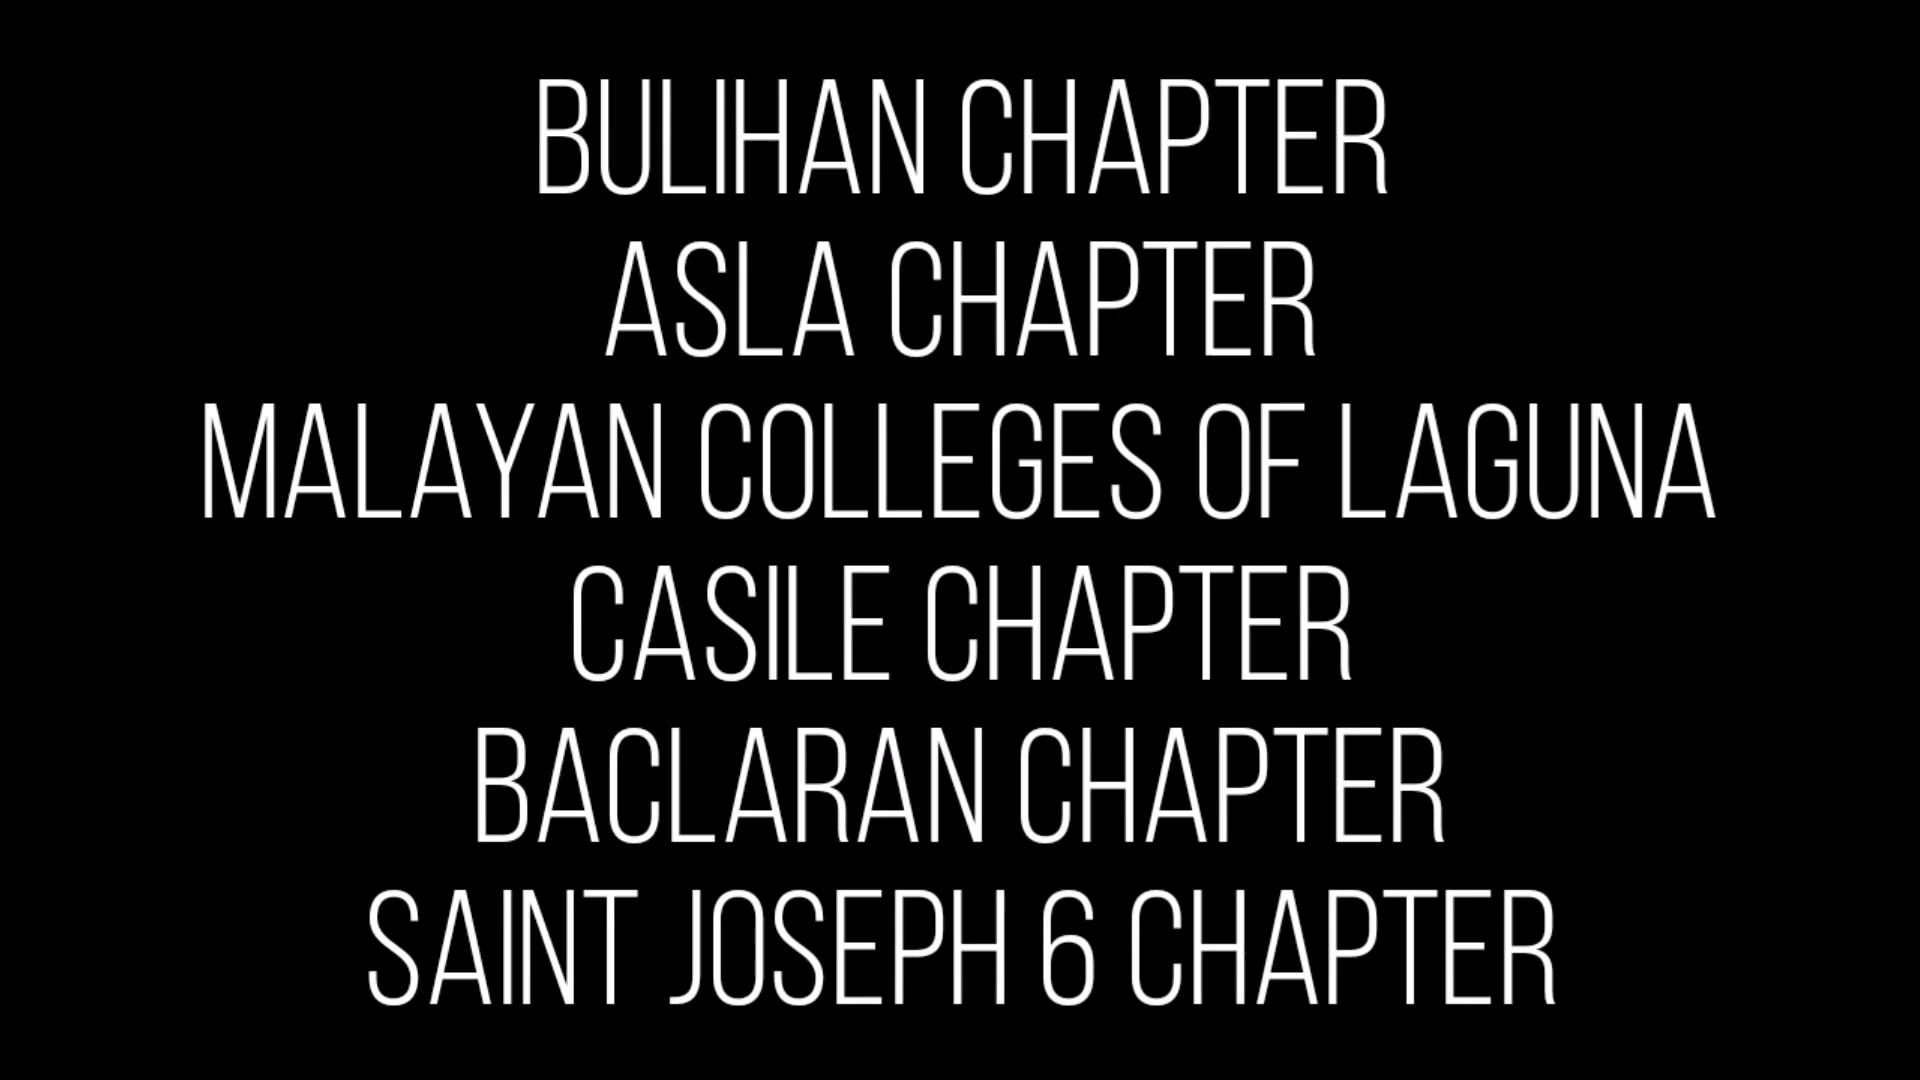 BULIHAN CHAPTER
ASLA CHAPTER
MALAYAN COLLEGES OF LAGUNA
CASILE CHAPTER
BACLARAN CHAPTER
SAINT JOSEPH 6 CHAPTER